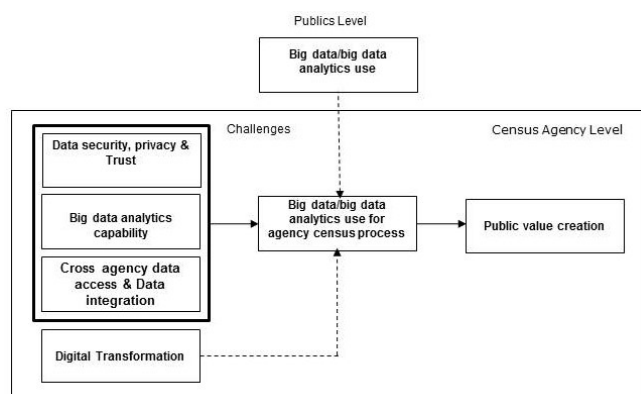 Publics Level
Big data/big data
analytics use
Challenges
Census Agency Level
Data security, privacy &
Trust
Big data analytics
capability
Cross agency data
access & Data
integration
Big data/big data
analytics use for
agency census process
Public value creation
Digital Transformation